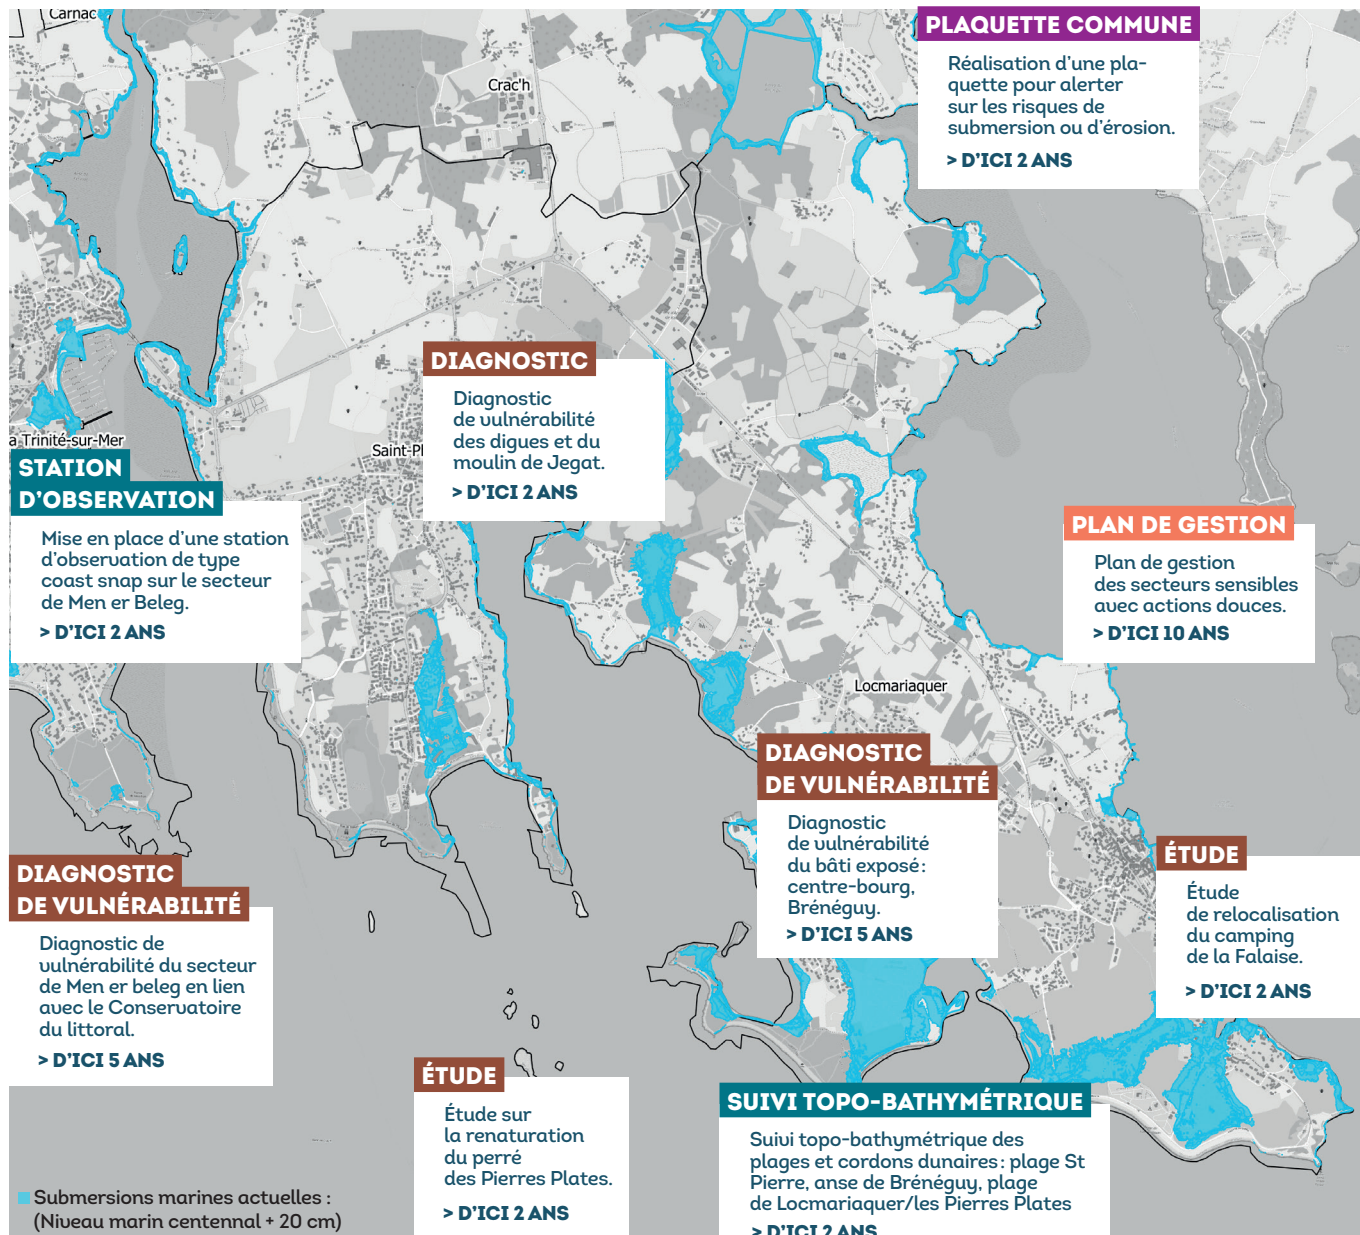 Carnac
Crac'h
PLAQUETTE COMMUNE
Réalisation d'une pla-
quette pour alerter
sur les risques de
submersion ou d'érosion.
> D'ICI 2 ANS
DIAGNOSTIC
Diagnostic
de vulnérabilité
des digues et du
moulin de Jegat.
> D'ICI 2 ANS
a Trinité-sur-Mer
Saint-Ph
STATION
D'OBSERVATION
Mise en place d'une station
d'observation de type
coast snap sur le secteur
de Men er Beleg.
> D'ICI 2 ANS
PLAN DE GESTION
Plan de gestion
des secteurs sensibles
avec actions douces.
> D'ICI 10 ANS
Locmariaquer
DIAGNOSTIC
DE VULNÉRABILITÉ
Diagnostic
de vulnérabilité
du bâti exposé :
centre-bourg,
Brénéguy.
> D'ICI 5 ANS
ÉTUDE
Étude
de relocalisation
du camping
de la Falaise.
> D'ICI 2 ANS
DIAGNOSTIC
DE VULNÉRABILITÉ
Diagnostic de
vulnérabilité du secteur
de Men er beleg en lien
avec le Conservatoire
du littoral.
> D'ICI 5 ANS
ÉTUDE
Étude sur
la renaturation
du perré
des Pierres Plates.
> D'ICI 2 ANS
SUIVI TOPO-BATHYMÉTRIQUE
Suivi topo-bathymétrique des
plages et cordons dunaires : plage St
Pierre, anse de Brénéguy, plage
de Locmariaquer/les Pierres Plates
> D'ICI 2 ANS
Submersions marines actuelles :
(Niveau marin centennal + 20 cm)